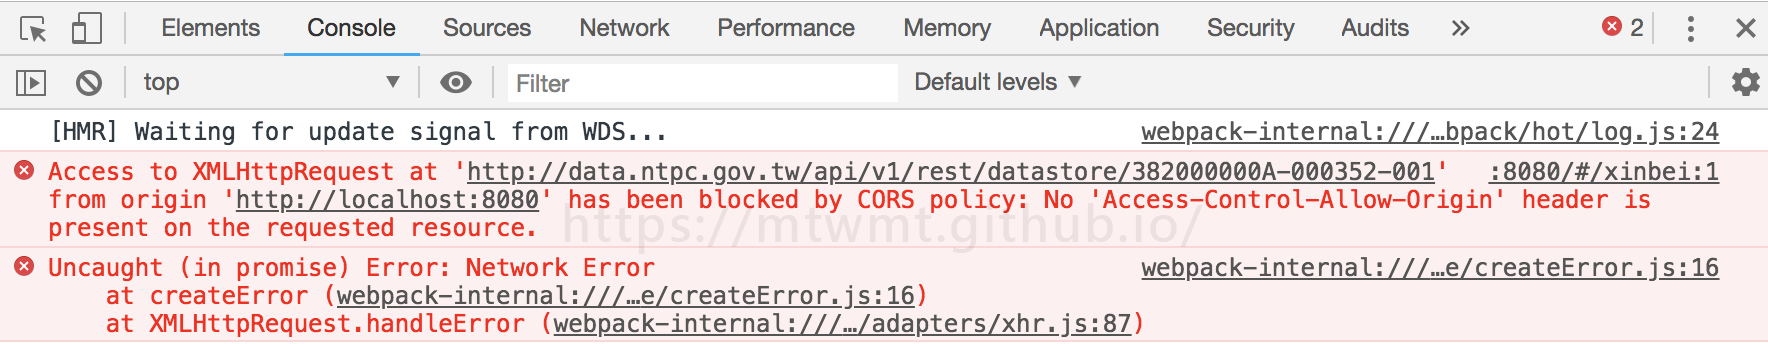 Elements Console Sources Network Performance Memory Application Security Audits » 2
top ▼ Filter Default levels ▼
[HMR] Waiting for update signal from WDS... webpack-internal:///…bpack/hot/log.js:24
Access to XMLHttpRequest at 'http://data.ntpc.gov.tw/api/v1/rest/datastore/382000000A-000352-001' :8080/#/xinbei:1
from origin 'http://localhost:8080' has been blocked by CORS policy: No 'Access-Control-Allow-Origin' header is
present on the requested resource.
https://mtwmt.github.io/
Uncaught (in promise) Error: Network Error webpack-internal:///…e/createError.js:16
at createError (webpack-internal:///…e/createError.js:16)
at XMLHttpRequest.handleError (webpack-internal:///…/adapters/xhr.js:87)